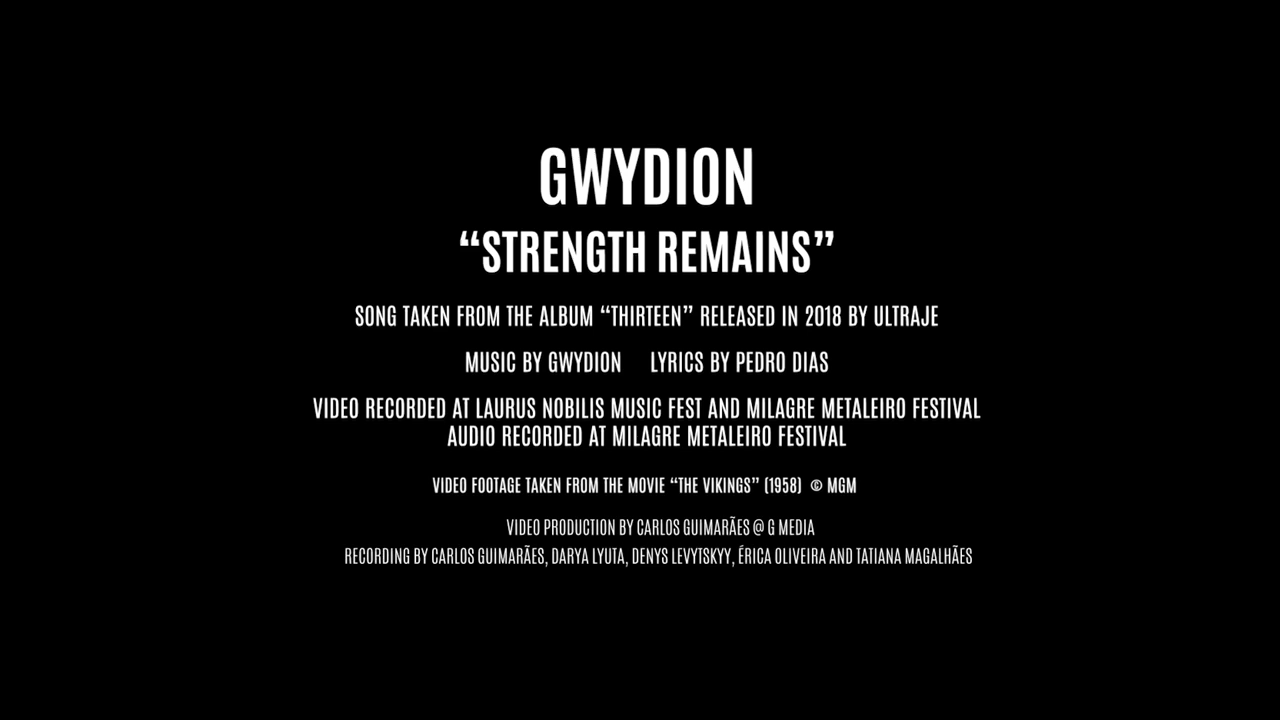 GWYDION
“STRENGTH REMAINS”
SONG TAKEN FROM THE ALBUM “THIRTEEN” RELEASED IN 2018 BY ULTRAJE
MUSIC BY GWYDION LYRICS BY PEDRO DIAS
VIDEO RECORDED AT LAURUS NOBILIS MUSIC FEST AND MILAGRE METALEIRO FESTIVAL
AUDIO RECORDED AT MILAGRE METALEIRO FESTIVAL
VIDEO FOOTAGE TAKEN FROM THE MOVIE “THE VIKINGS” (1958) © MGM
VIDEO PRODUCTION BY CARLOS GUIMARÃES @ G MEDIA
RECORDING BY CARLOS GUIMARÃES, DARYA LYUTA, DENYS LEVYTSKYY, ÉRICA OLIVEIRA AND TATIANA MAGALHÃES